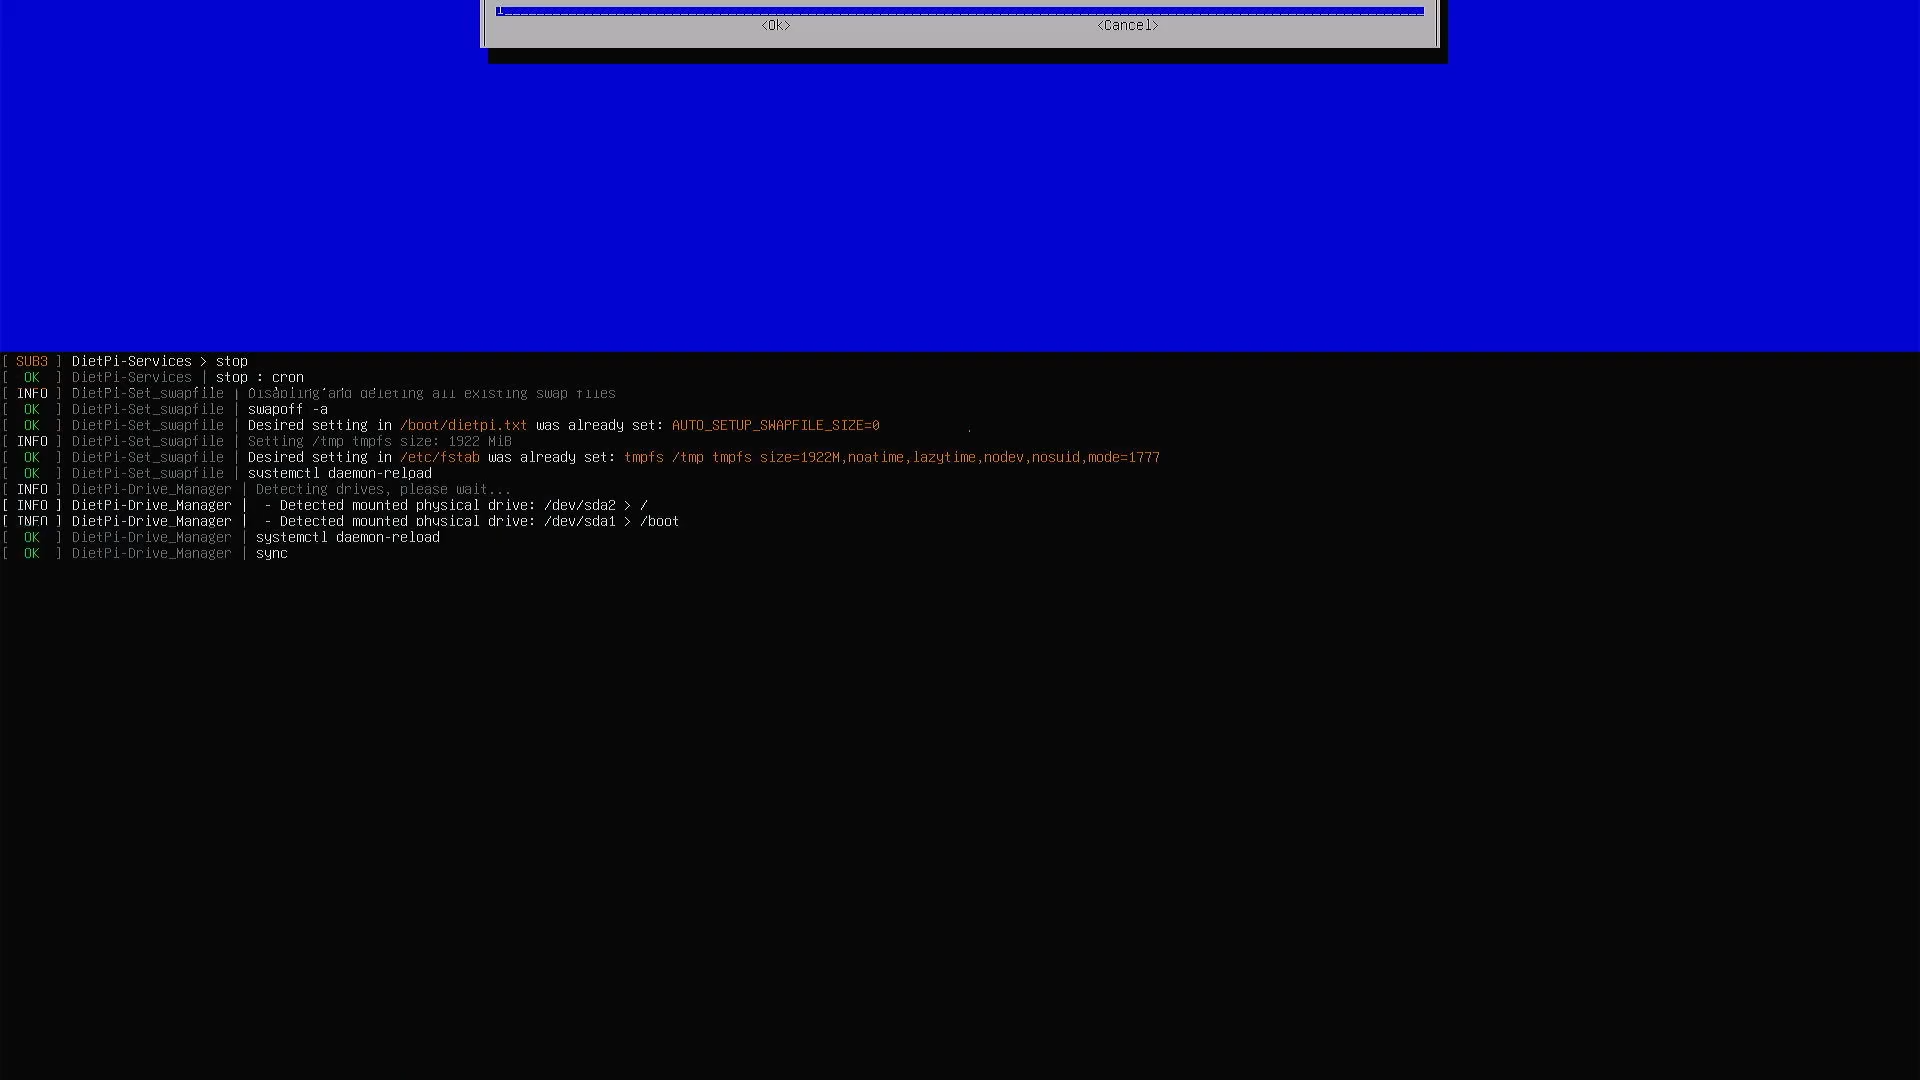 1
<Ok> <Cancel>
[ SUB3 ] DietPi-Services > stop
[ OK ] DietPi-Services | stop : cron
[ INFO ] DietPi-Set_swapfile | Disabling and deleting all existing swap files
[ OK ] DietPi-Set_swapfile | swapoff -a
[ OK ] DietPi-Set_swapfile | Desired setting in /boot/dietpi.txt was already set: AUTO_SETUP_SWAPFILE_SIZE=0
[ INFO ] DietPi-Set_swapfile | Setting /tmp tmpfs size: 1922 MiB
[ OK ] DietPi-Set_swapfile | Desired setting in /etc/fstab was already set: tmpfs /tmp tmpfs size=1922M,noatime,lazytime,nodev,nosuid,mode=1777
[ OK ] DietPi-Set_swapfile | systemctl daemon-reload
[ INFO ] DietPi-Drive_Manager | Detecting drives, please wait...
[ INFO ] DietPi-Drive_Manager |  - Detected mounted physical drive: /dev/sda2 > /
[ INFO ] DietPi-Drive_Manager |  - Detected mounted physical drive: /dev/sda1 > /boot
[ OK ] DietPi-Drive_Manager | systemctl daemon-reload
[ OK ] DietPi-Drive_Manager | sync